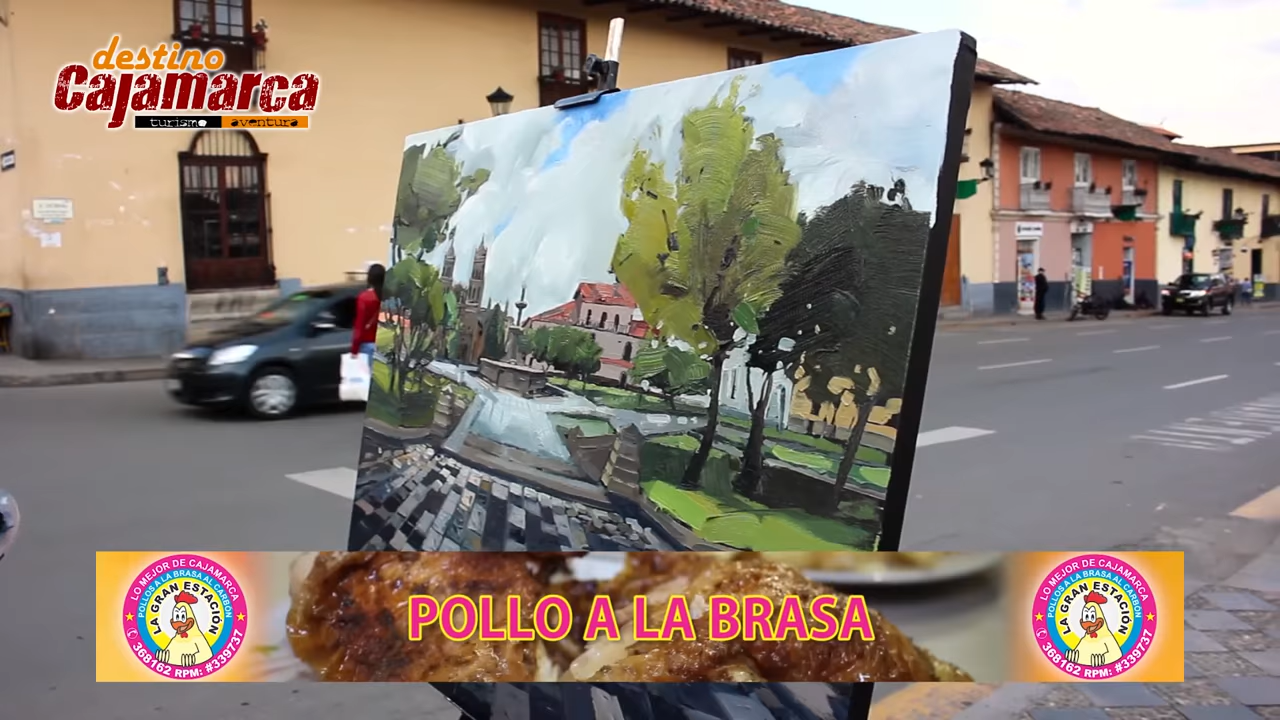 destino
Cajamarca
turismo aventura
LO MEJOR DE CAJAMARCA
POLLOS A LA BRASA AL CARBÓN
LA GRAN ESTACIÓN
368162 RPM: #339737
POLLO A LA BRASA
LO MEJOR DE CAJAMARCA
POLLOS A LA BRASA AL CARBÓN
LA GRAN ESTACIÓN
368162 RPM: #339737